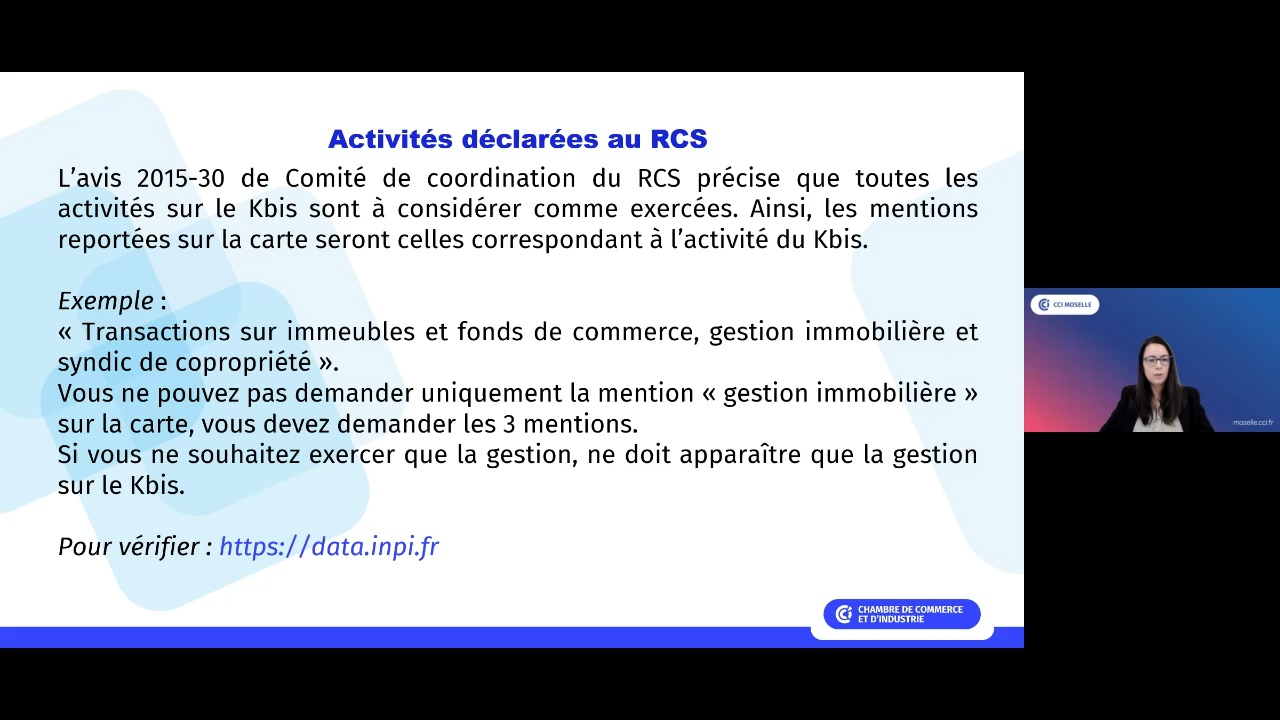 Activités déclarées au RCS
L’avis 2015-30 de Comité de coordination du RCS précise que toutes les
activités sur le Kbis sont à considérer comme exercées. Ainsi, les mentions
reportées sur la carte seront celles correspondant à l’activité du Kbis.
Exemple :
« Transactions sur immeubles et fonds de commerce, gestion immobilière et
syndic de copropriété ».
Vous ne pouvez pas demander uniquement la mention « gestion immobilière »
sur la carte, vous devez demander les 3 mentions.
Si vous ne souhaitez exercer que la gestion, ne doit apparaître que la gestion
sur le Kbis.
Pour vérifier : https://data.inpi.fr
CHAMBRE DE COMMERCE
ET D’INDUSTRIE
CCI MOSELLE
moselle.cci.fr